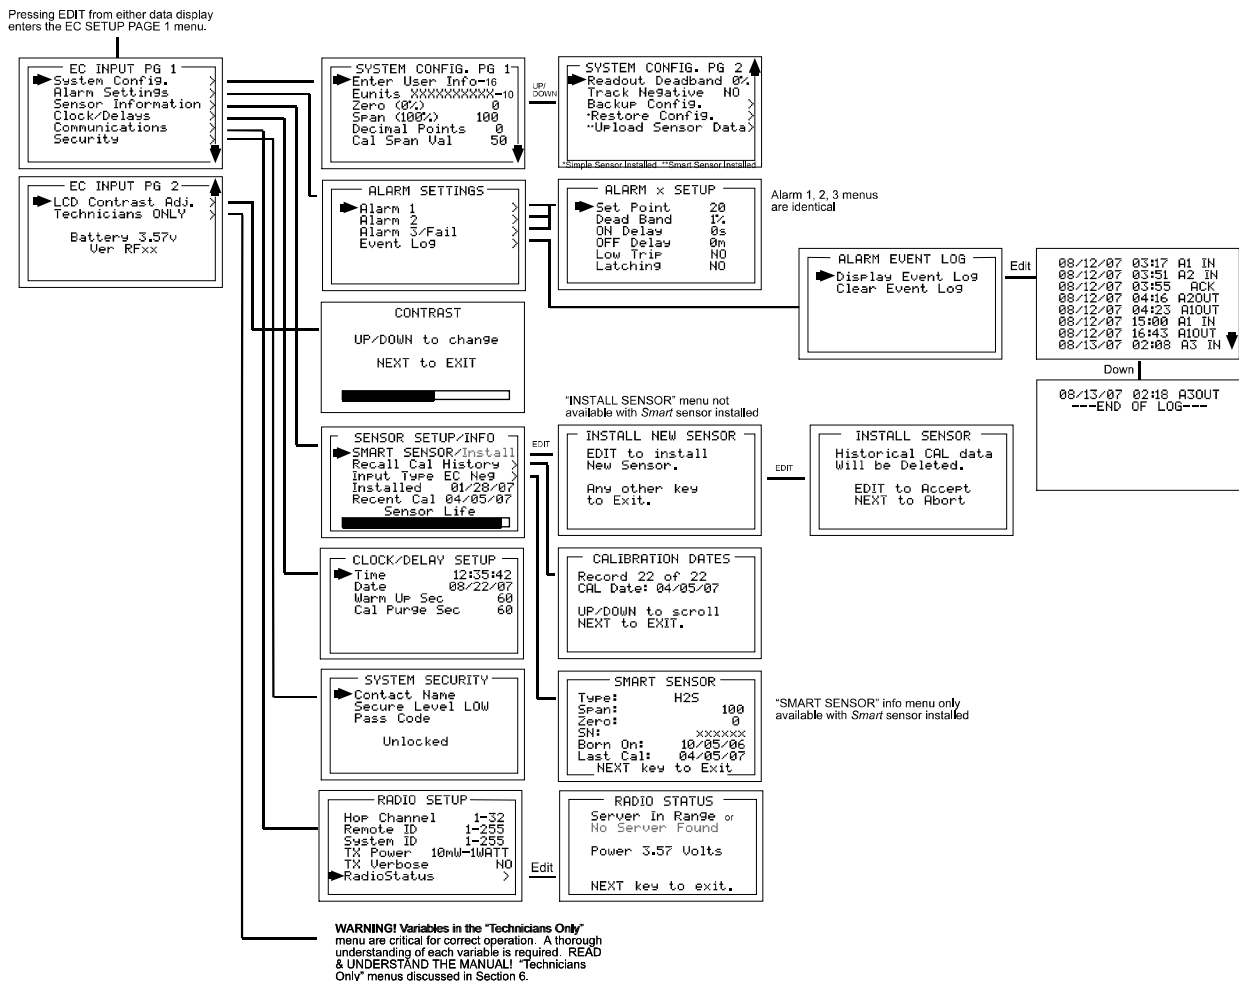 Pressing EDIT from either data display
enters the EC SETUP PAGE 1 menu.
EC INPUT PG 1
System Config. >
Alarm Settings >
Sensor Information >
Clock/Delays >
Communications >
Security >
SYSTEM CONFIG. PG 1
Enter User Info-16
Eunits XXXXXXXXXX-10
Zero (0%) 0
Span (100%) 100
Decimal Points 0
Cal Span Val 50
UP/
DOWN
SYSTEM CONFIG. PG 2
Readout Deadband 0%
Track Negative NO
Backup Config. >
*Restore Config. >
**Upload Sensor Data>
*Simple Sensor Installed **Smart Sensor Installed
EC INPUT PG 2
LCD Contrast Adj. >
Technicians ONLY >
Battery 3.57v
Ver RFxx
ALARM SETTINGS
Alarm 1 >
Alarm 2 >
Alarm 3/Fail >
Event Log >
ALARM x SETUP
Set Point 20
Dead Band 1%
ON Delay 0s
OFF Delay 0m
Low Trip NO
Latching NO
Alarm 1, 2, 3 menus
are identical
ALARM EVENT LOG
Display Event Log
Clear Event Log
Edit
08/12/07 03:17 A1 IN
08/12/07 03:51 A2 IN
08/12/07 03:55 ACK
08/12/07 04:16 A2OUT
08/12/07 04:23 A1OUT
08/12/07 15:00 A1 IN
08/12/07 16:43 A1OUT
08/13/07 02:08 A3 IN
Down
08/13/07 02:18 A3OUT
---END OF LOG---
CONTRAST
UP/DOWN to change
NEXT to EXIT
"INSTALL SENSOR" menu not
available with Smart sensor installed
SENSOR SETUP/INFO
SMART SENSOR/Install
Recall Cal History >
Input Type EC Neg >
Installed 01/28/07
Recent Cal 04/05/07
Sensor Life
EDIT
INSTALL NEW SENSOR
EDIT to install
New Sensor.
Any other key
to Exit.
EDIT
INSTALL SENSOR
Historical CAL data
Will be Deleted.
EDIT to Accept
NEXT to Abort
CLOCK/DELAY SETUP
Time 12:35:42
Date 08/22/07
Warm Up Sec 60
Cal Purge Sec 60
CALIBRATION DATES
Record 22 of 22
CAL Date: 04/05/07
UP/DOWN to scroll
NEXT to EXIT.
SYSTEM SECURITY
Contact Name
Secure Level LOW
Pass Code
Unlocked
SMART SENSOR
Type: H2S
Span: 100
Zero: 0
SN: xxxxxx
Born On: 10/05/06
Last Cal: 04/05/07
NEXT key to Exit
"SMART SENSOR" info menu only
available with Smart sensor installed
RADIO SETUP
Hop Channel 1-32
Remote ID 1-255
System ID 1-255
TX Power 10mW-1WATT
TX Verbose NO
RadioStatus >
Edit
RADIO STATUS
Server In Range or
No Server Found
Power 3.57 Volts
NEXT key to exit.
WARNING! Variables in the "Technicians Only"
menu are critical for correct operation. A thorough
understanding of each variable is required. READ
& UNDERSTAND THE MANUAL! "Technicians
Only" menus discussed in Section 6.